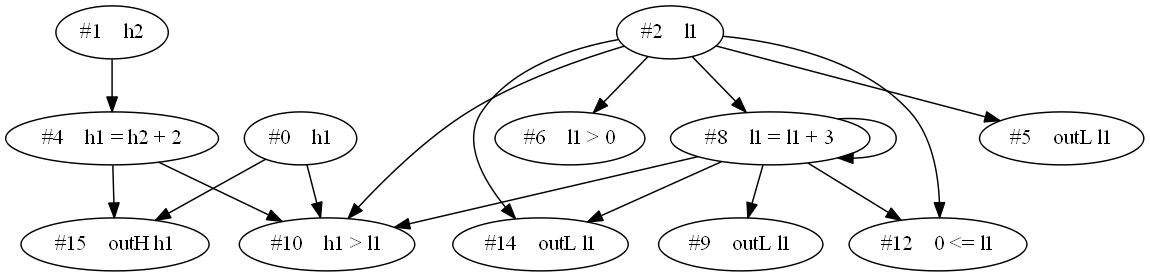 #1 h2
#2 l1
#4 h1 = h2 + 2
#0 h1
#6 l1 > 0
#8 l1 = l1 + 3
#5 outL l1
#15 outH h1
#10 h1 > l1
#14 outL l1
#9 outL l1
#12 0 <= l1